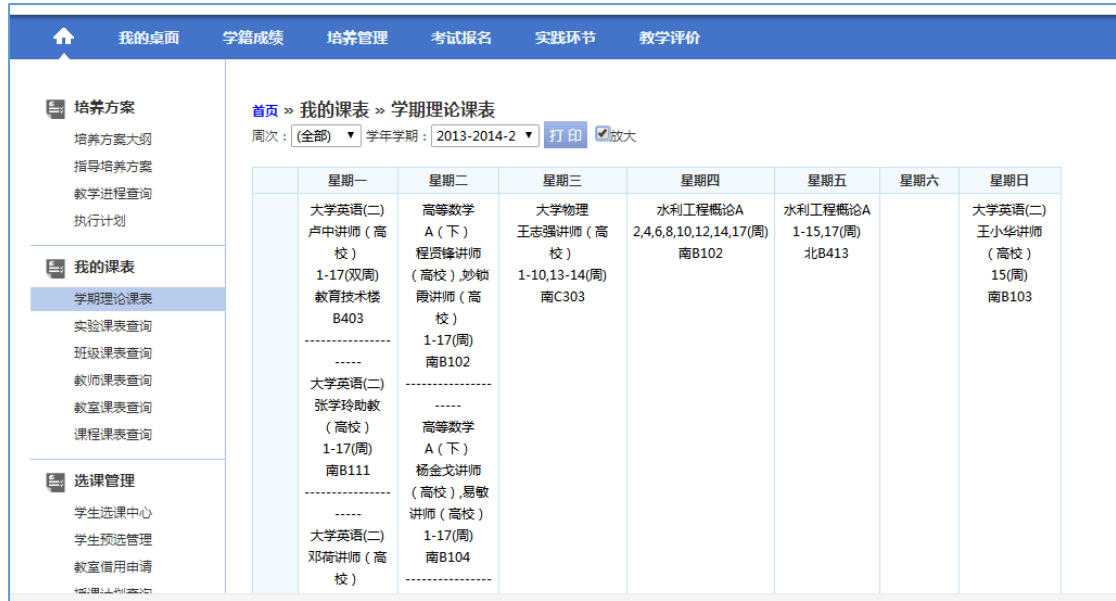 我的桌面 学籍成绩 培养管理 考试报名 实践环节 教学评价
培养方案
培养方案大纲
指导培养方案
教学进程查询
执行计划
我的课表
学期理论课表
实验课表查询
班级课表查询
教师课表查询
教室课表查询
课程课表查询
选课管理
学生选课中心
学生预选管理
教室借用申请
首页 » 我的课表 » 学期理论课表
周次：(全部) 学年学期：2013-2014-2 打印 放大
星期一 星期二 星期三 星期四 星期五 星期六 星期日
大学英语(二)
卢中讲师（高
校）
1-17(双周)
教育技术楼
B403
----------------
-----
大学英语(二)
张学玲助教
（高校）
1-17(周)
南B111
----------------
-----
大学英语(二)
邓荷讲师（高
校）
高等数学
A（下）
程贤锋讲师
（高校）,妙锁
霞讲师（高
校）
1-17(周)
南B102
----------------
-----
高等数学
A（下）
杨金戈讲师
（高校）,易敏
讲师（高校）
1-17(周)
南B104
----------------
大学物理
王志强讲师（高
校）
1-10,13-14(周)
南C303
水利工程概论A
2,4,6,8,10,12,14,17(周)
南B102
水利工程概论A
1-15,17(周)
北B413
大学英语(二)
王小华讲师
（高校）
15(周)
南B103